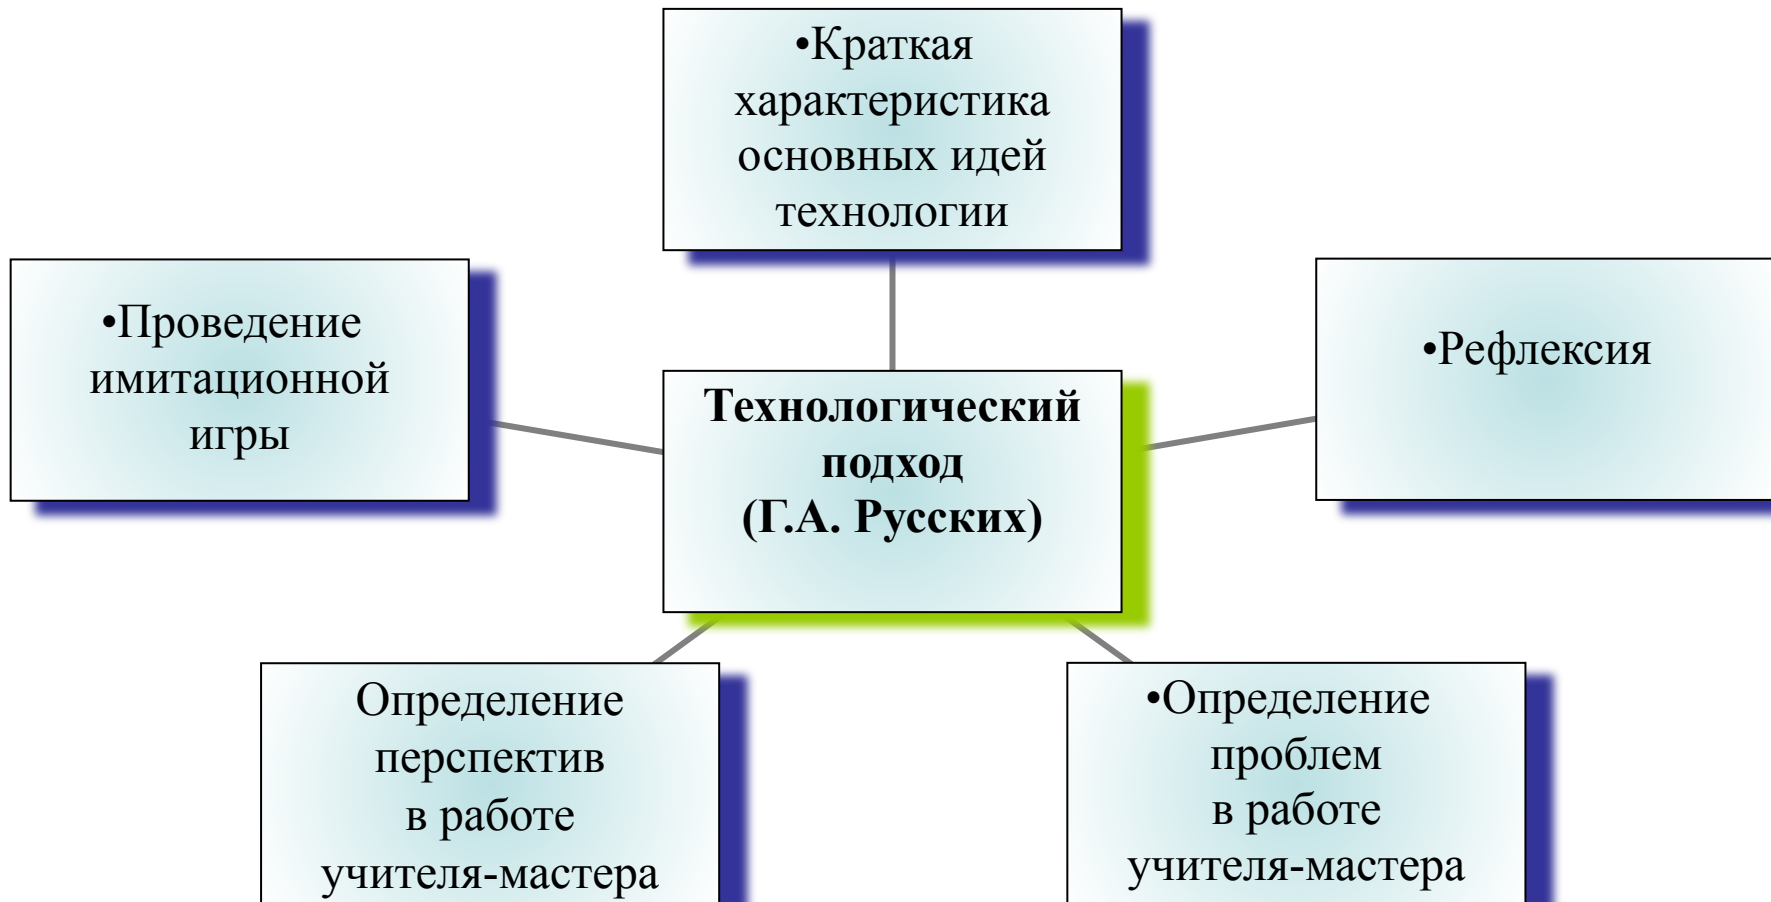 •Краткая
характеристика
основных идей
технологии
•Проведение
имитационной
игры
•Рефлексия
Технологический
подход
(Г.А. Русских)
Определение
перспектив
в работе
учителя-мастера
•Определение
проблем
в работе
учителя-мастера